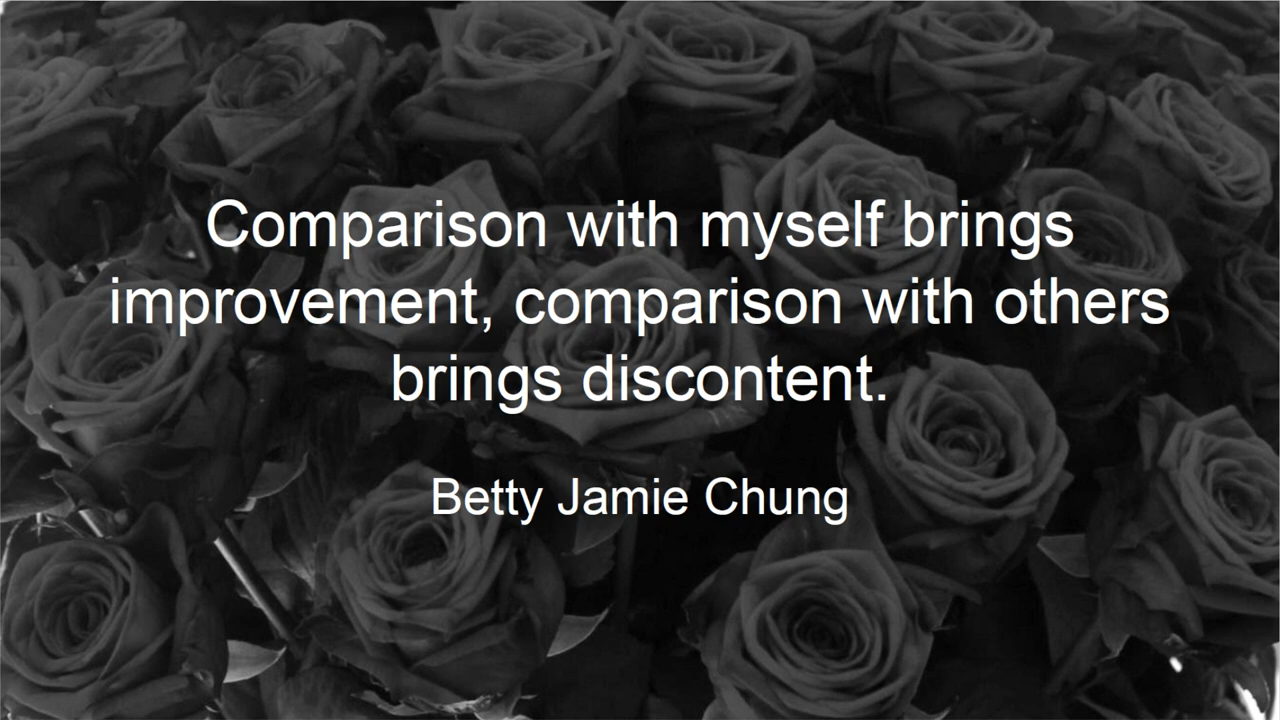 Comparison with myself brings
improvement, comparison with others
brings discontent.
Betty Jamie Chung